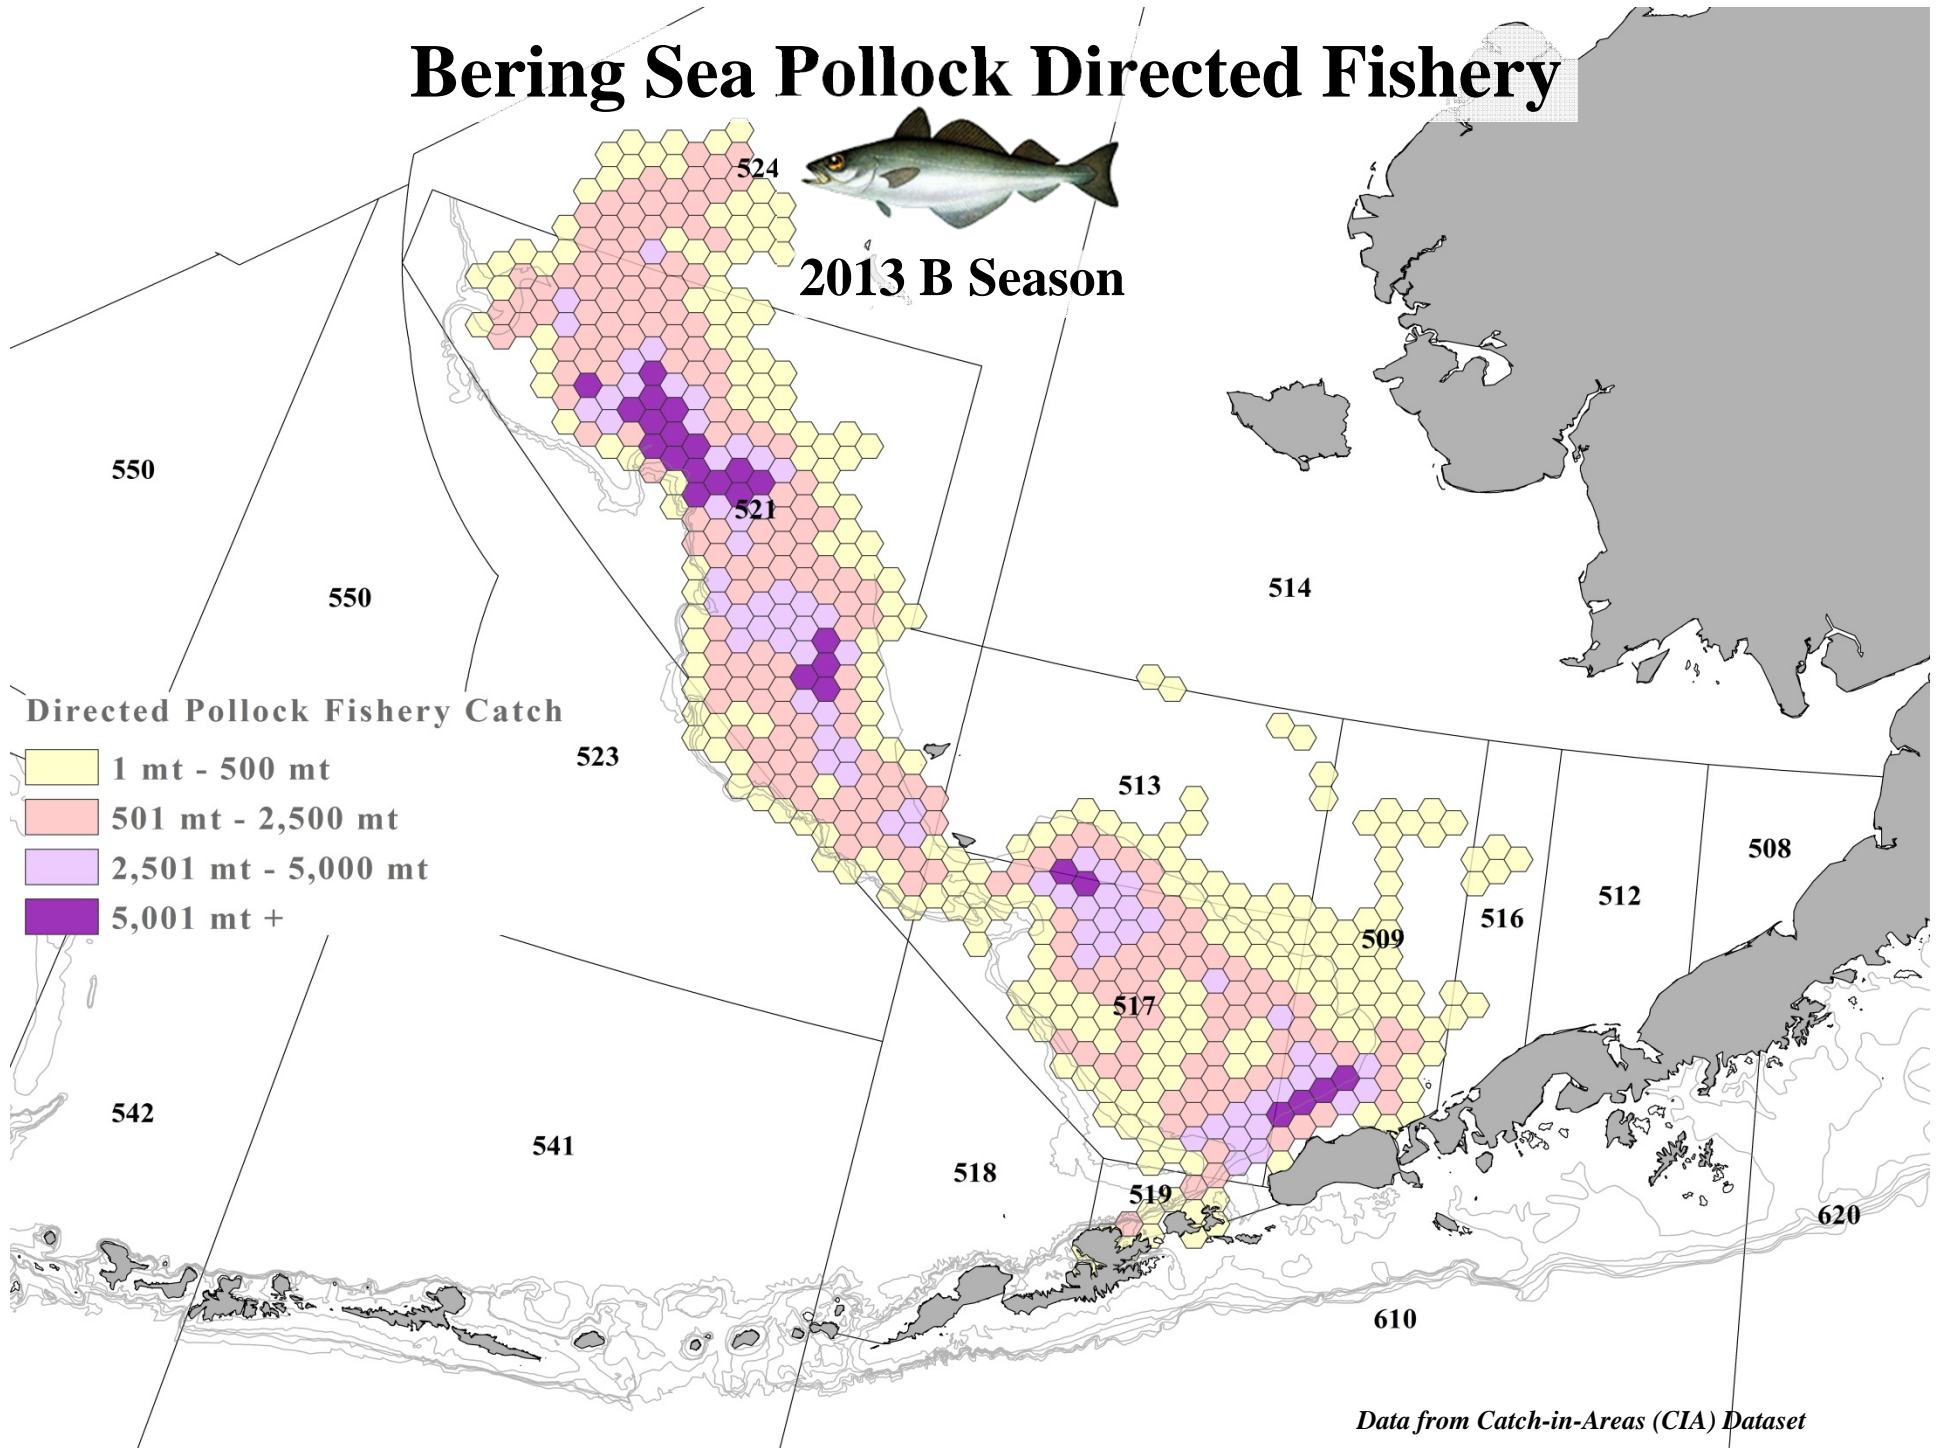 Bering Sea Pollock Directed Fishery
524
2013 B Season
550
521
550
514
Directed Pollock Fishery Catch
523
1 mt - 500 mt
513
501 mt - 2,500 mt
508
2,501 mt - 5,000 mt
512
5,001 mt +
516
509
517
542
541
518
519
620
610
Data from Catch-in-Areas (CIA) Dataset